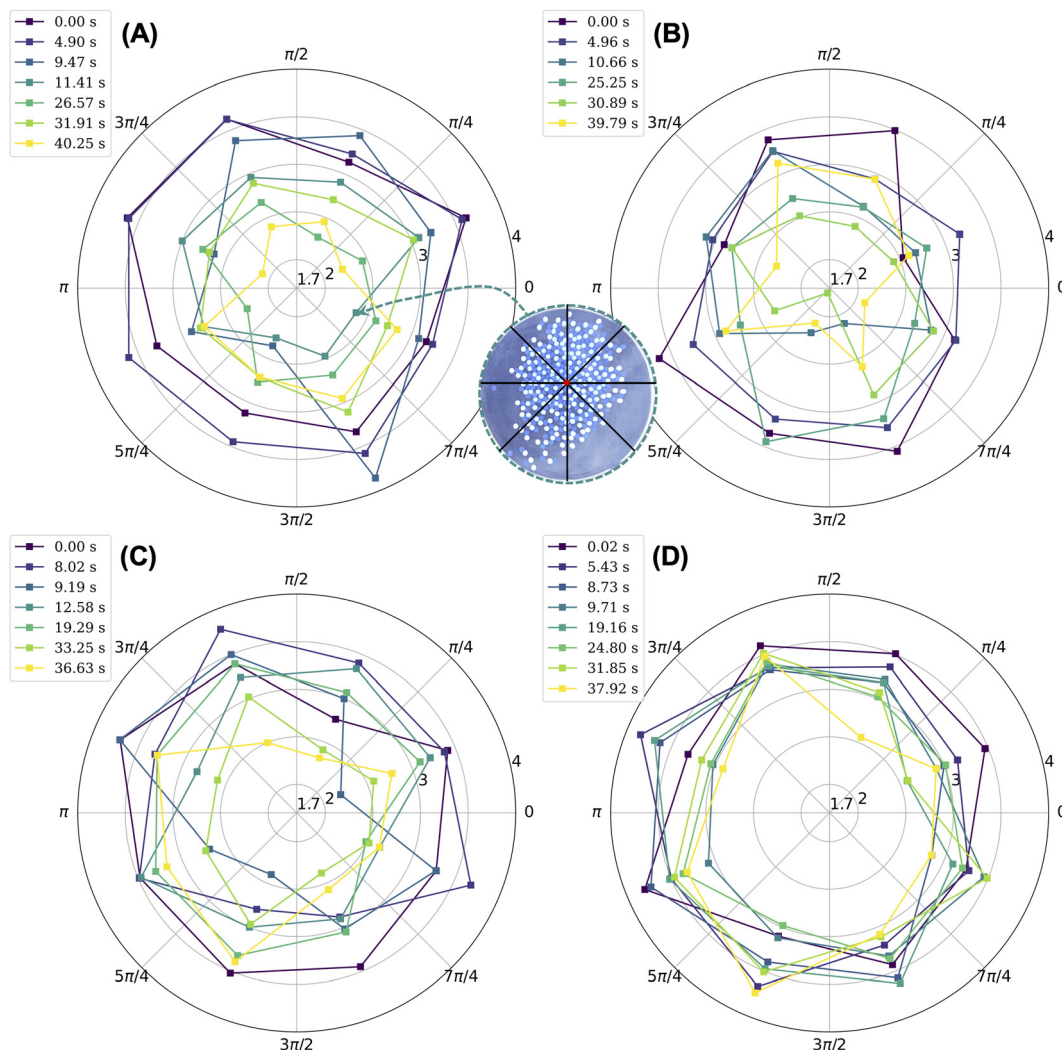 (A)
0.00 s
4.90 s
9.47 s
11.41 s
26.57 s
31.91 s
40.25 s
π/2
3π/4
π/4
π
0
5π/4
7π/4
3π/2
1.7
2
3
4
(B)
0.00 s
4.96 s
10.66 s
25.25 s
30.89 s
39.79 s
π/2
3π/4
π/4
π
0
5π/4
7π/4
3π/2
1.7
2
3
4
(C)
0.00 s
8.02 s
9.19 s
12.58 s
19.29 s
33.25 s
36.63 s
π/2
3π/4
π/4
π
0
5π/4
7π/4
3π/2
1.7
2
3
4
(D)
0.02 s
5.43 s
8.73 s
9.71 s
19.16 s
24.80 s
31.85 s
37.92 s
π/2
3π/4
π/4
π
0
5π/4
7π/4
3π/2
1.7
2
3
4